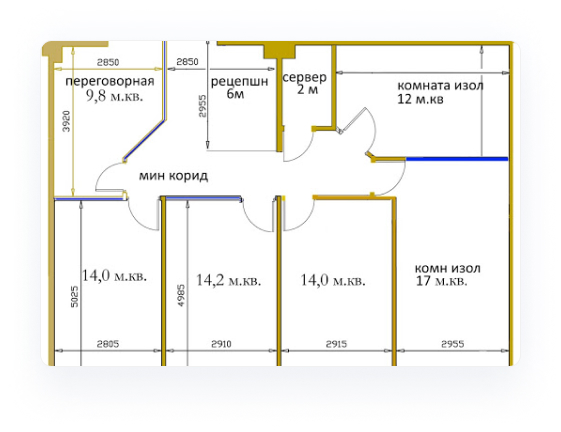 2850
2850
переговорная
9,8 м.кв.
3920
рецепшн
6м
2955
сервер
2 м
комната изол
12 м.кв
мин корид
14,0 м.кв.
5025
2805
14,2 м.кв.
4985
2910
14,0 м.кв.
2915
комн изол
17 м.кв.
2955